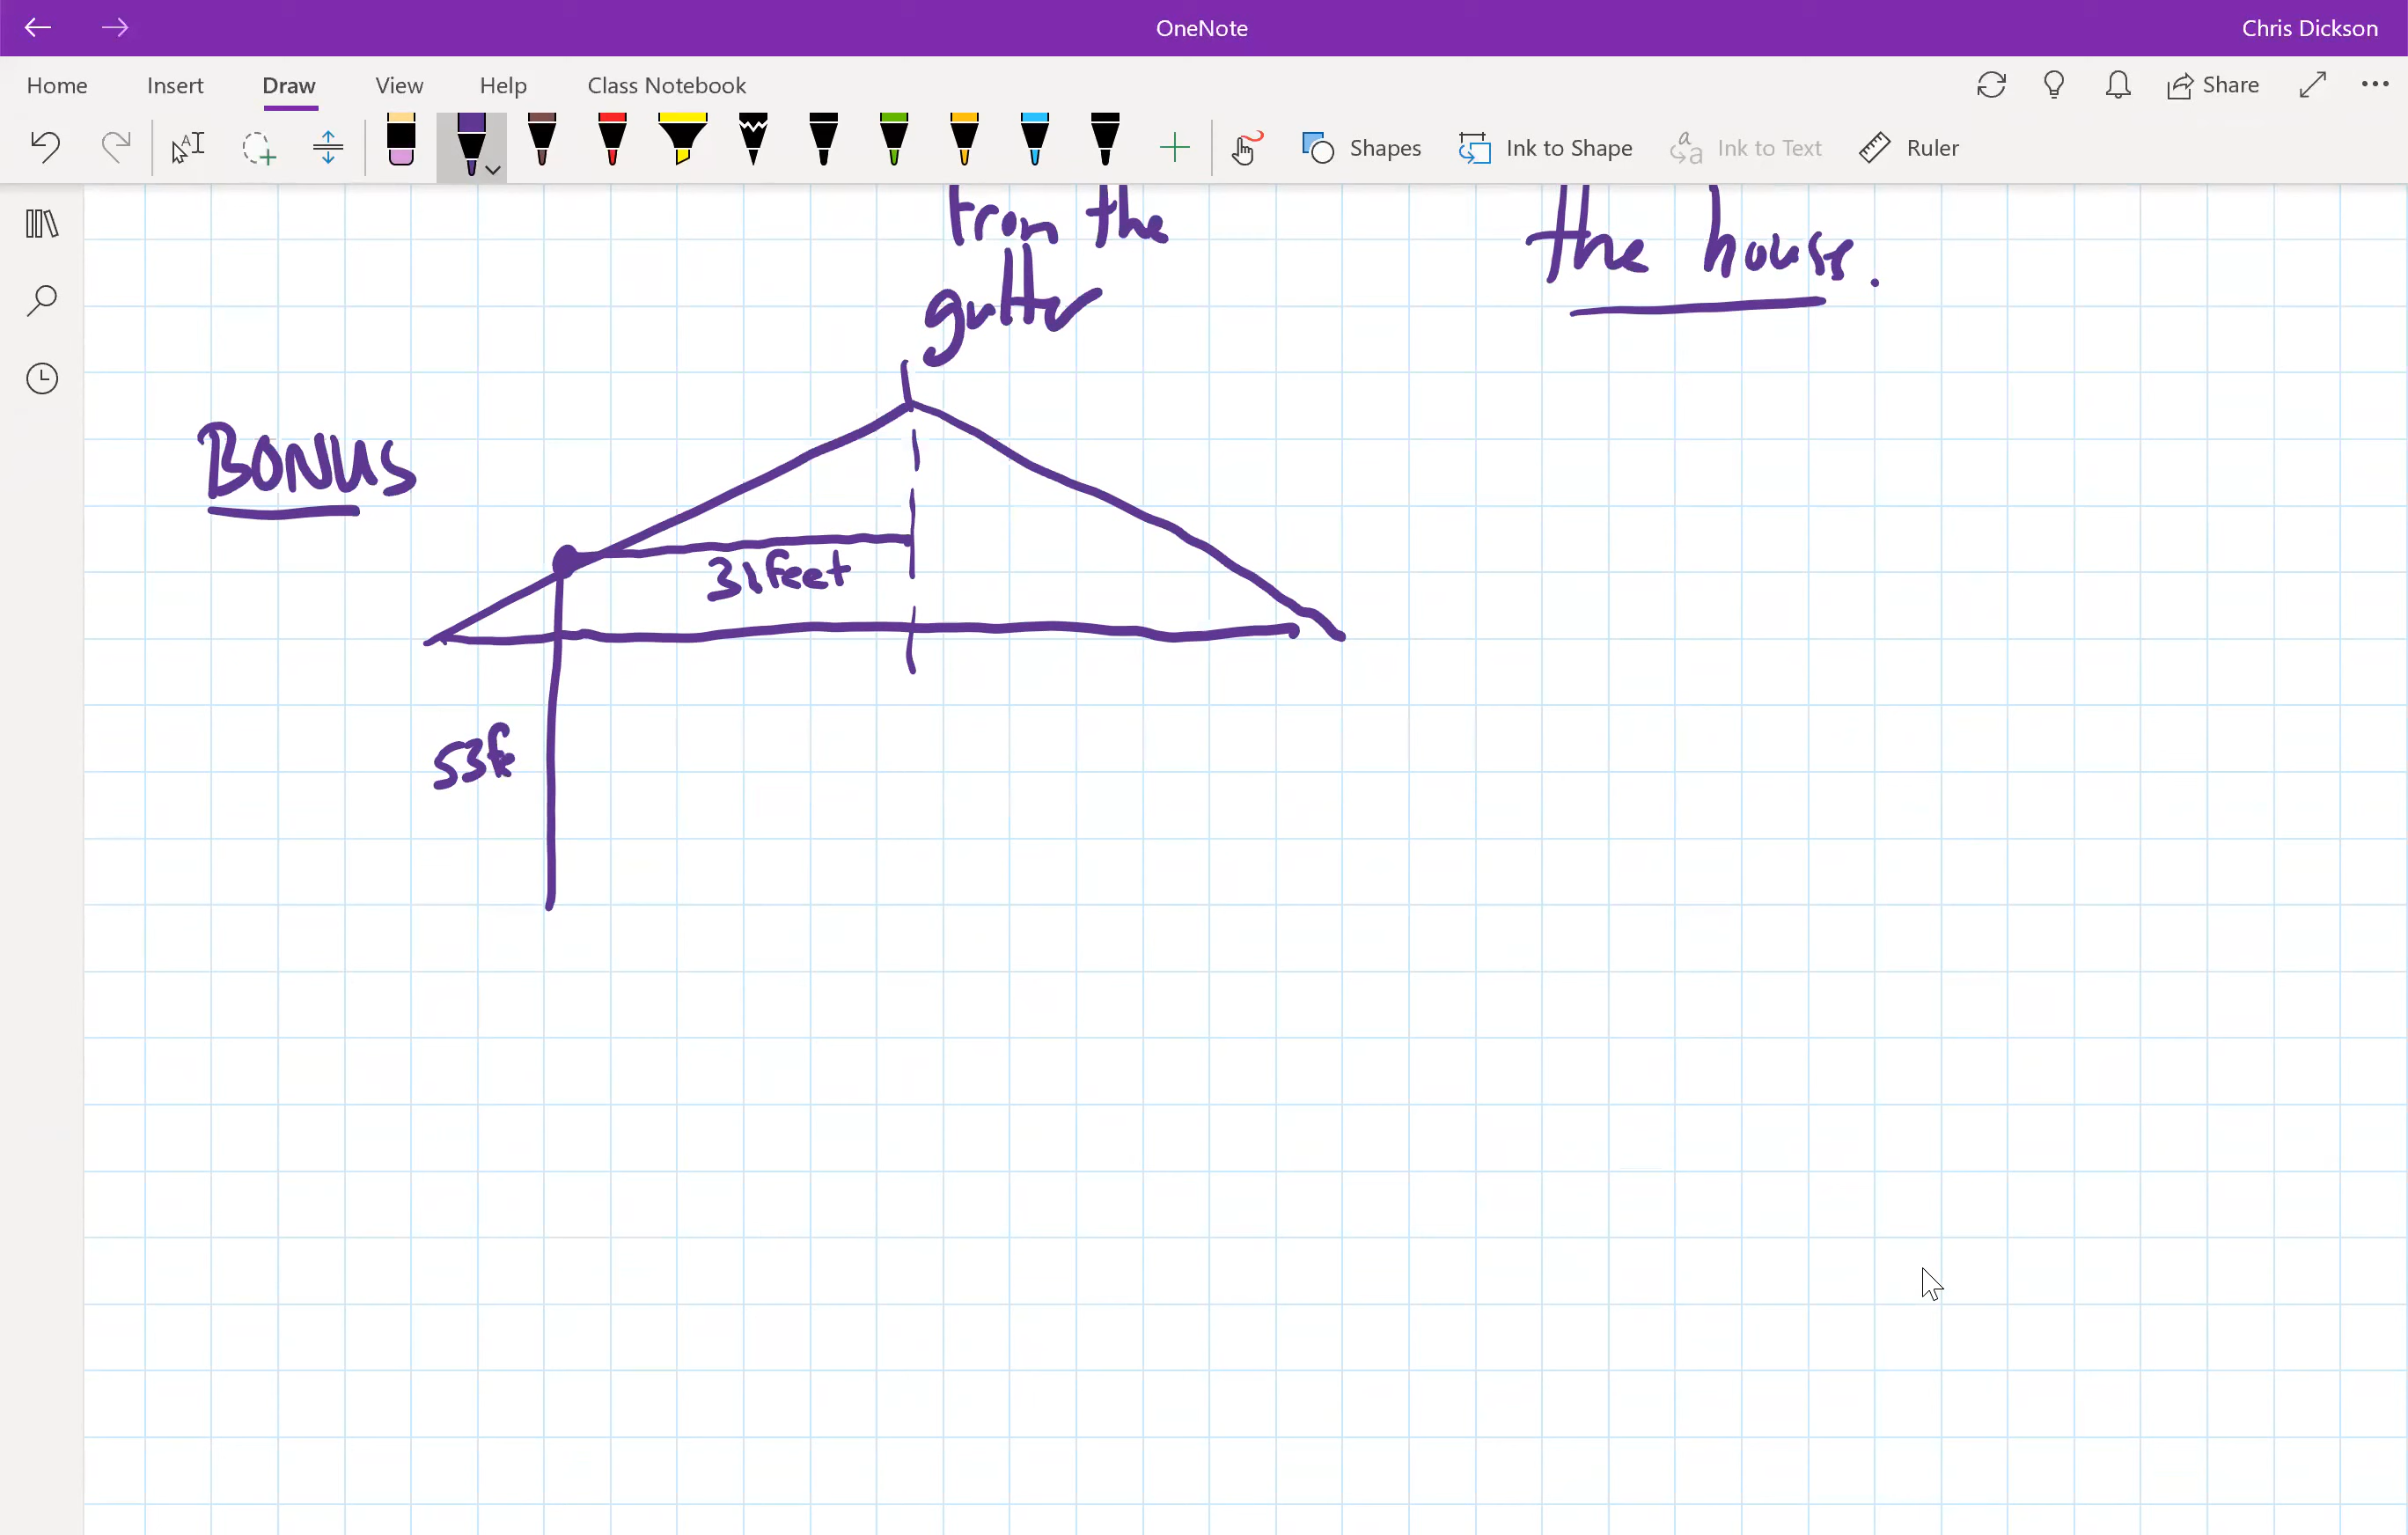 OneNote
Chris Dickson
Home Insert Draw View Help Class Notebook
Share
Shapes Ink to Shape Ink to Text Ruler
from the
gutter
the house.
BONUS
31 feet
53ft